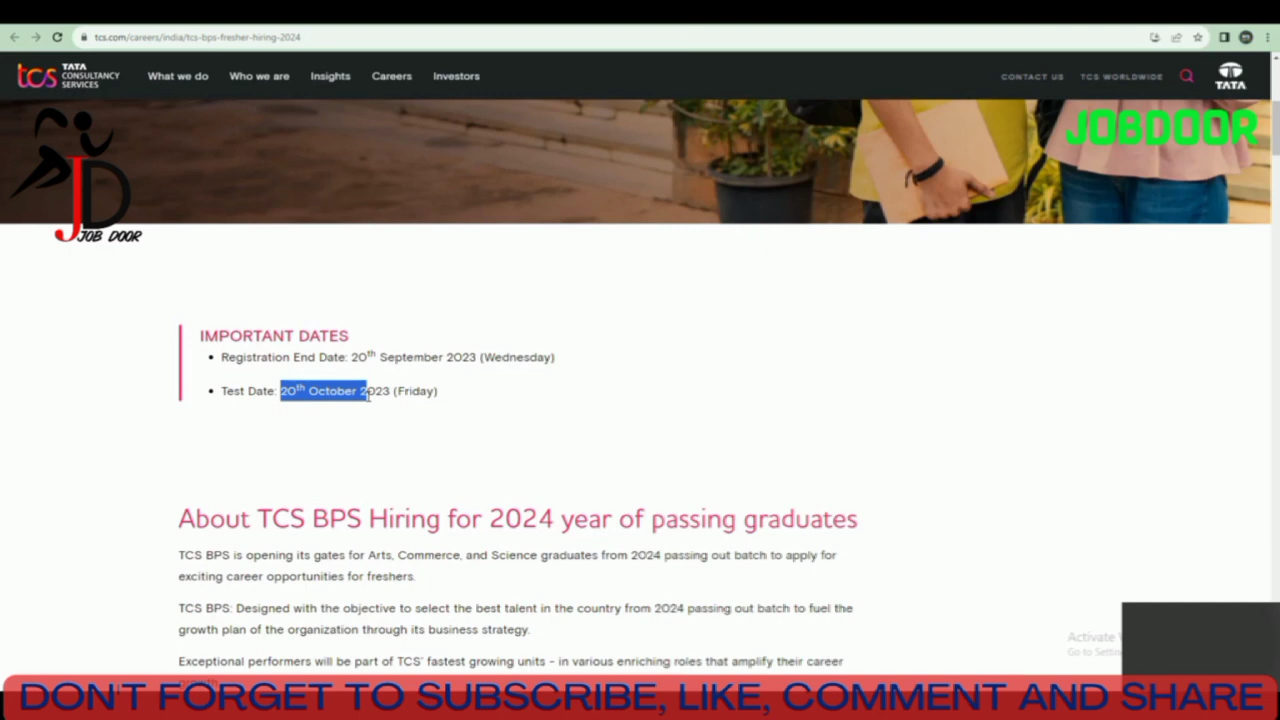 tcs.com/careers/india/tcs-bps-fresher-hiring-2024
tcs TATA CONSULTANCY SERVICES
What we do Who we are Insights Careers Investors
CONTACT US TCS WORLDWIDE
TATA
JOBDOOR
JD
JOB DOOR
IMPORTANT DATES
• Registration End Date: 20th September 2023 (Wednesday)
• Test Date: 20th October 2023 (Friday)
About TCS BPS Hiring for 2024 year of passing graduates
TCS BPS is opening its gates for Arts, Commerce, and Science graduates from 2024 passing out batch to apply for
exciting career opportunities for freshers.
TCS BPS: Designed with the objective to select the best talent in the country from 2024 passing out batch to fuel the
growth plan of the organization through its business strategy.
Exceptional performers will be part of TCS' fastest growing units – in various enriching roles that amplify their career
Activate
Go to
DONT FORGET TO SUBSCRIBE, LIKE, COMMENT AND SHARE